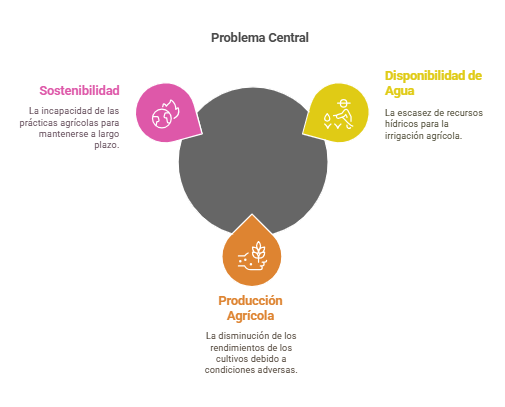 Problema Central
Sostenibilidad
La incapacidad de las
prácticas agrícolas para
mantenerse a largo
plazo.
Disponibilidad de
Agua
La escasez de recursos
hídricos para la
irrigación agrícola.
Producción
Agrícola
La disminución de los
rendimientos de los
cultivos debido a
condiciones adversas.